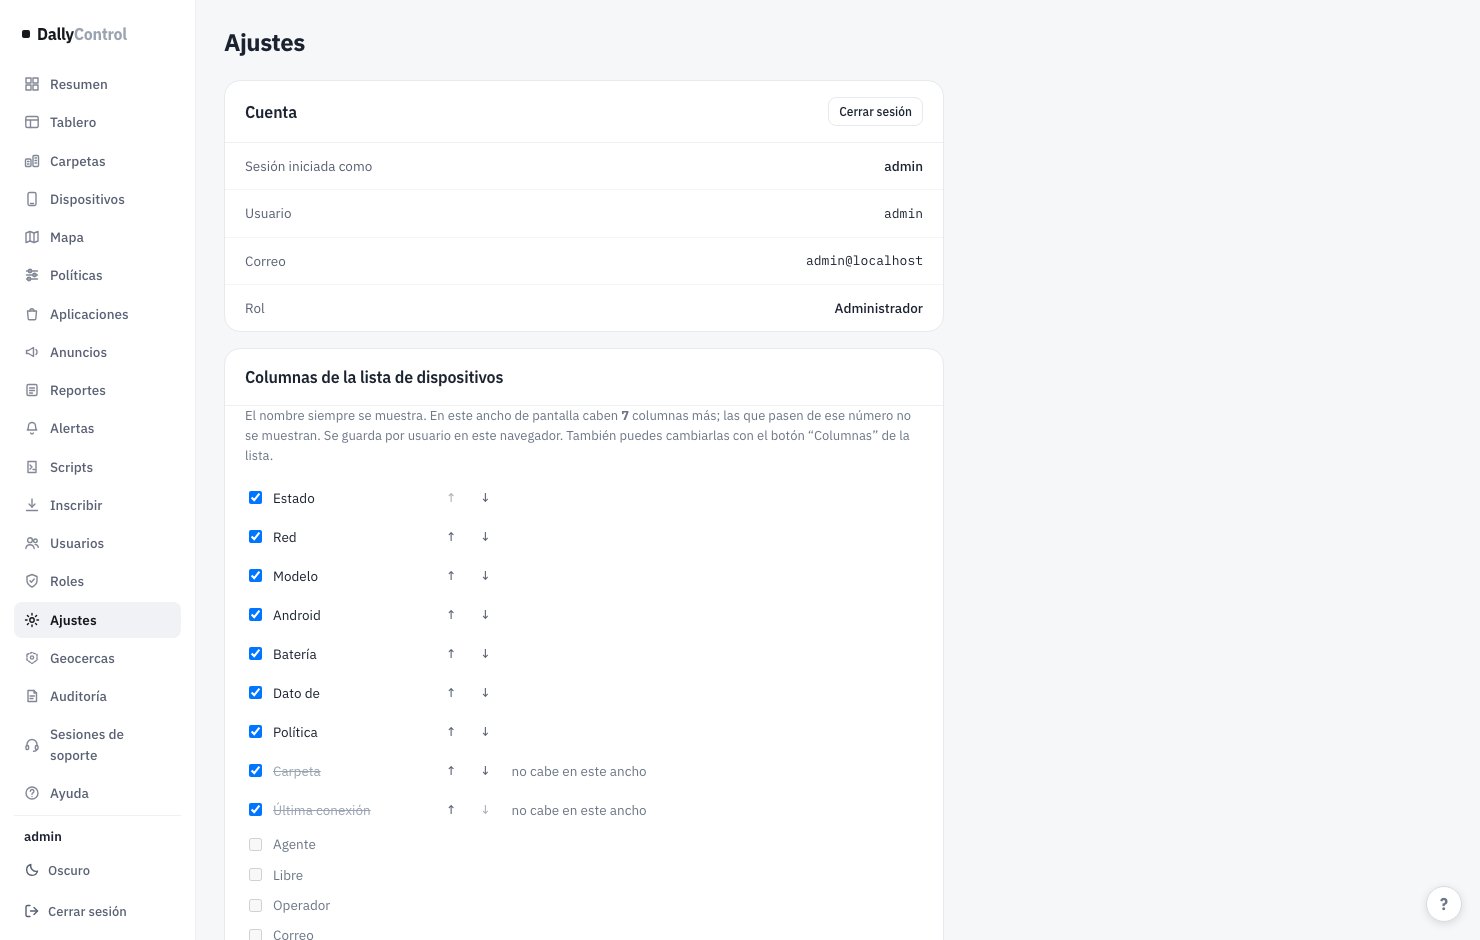 DallyControl
Resumen
Tablero
Carpetas
Dispositivos
Mapa
Políticas
Aplicaciones
Anuncios
Reportes
Alertas
Scripts
Inscribir
Usuarios
Roles
Ajustes
Geocercas
Auditoría
Sesiones de
soporte
Ayuda
admin
Oscuro
Cerrar sesión
Ajustes
Cuenta
Cerrar sesión
Sesión iniciada como admin
Usuario admin
Correo admin@localhost
Rol Administrador
Columnas de la lista de dispositivos
El nombre siempre se muestra. En este ancho de pantalla caben 7 columnas más; las que pasen de ese número no
se muestran. Se guarda por usuario en este navegador. También puedes cambiarlas con el botón “Columnas” de la
lista.
Estado ↑ ↓
Red ↑ ↓
Modelo ↑ ↓
Android ↑ ↓
Batería ↑ ↓
Dato de ↑ ↓
Política ↑ ↓
Carpeta ↑ ↓ no cabe en este ancho
Última conexión ↑ ↓ no cabe en este ancho
Agente
Libre
Operador
Correo
?